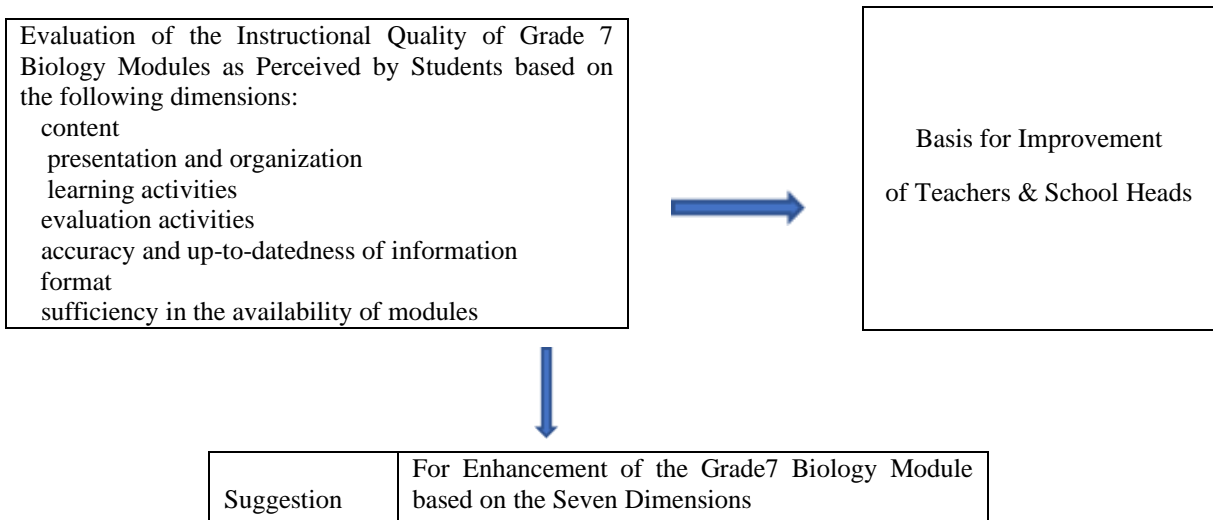 Evaluation of the Instructional Quality of Grade 7
Biology Modules as Perceived by Students based on
the following dimensions:
content
presentation and organization
learning activities
evaluation activities
accuracy and up-to-datedness of information
format
sufficiency in the availability of modules
Basis for Improvement
of Teachers & School Heads
Suggestion
For Enhancement of the Grade7 Biology Module
based on the Seven Dimensions